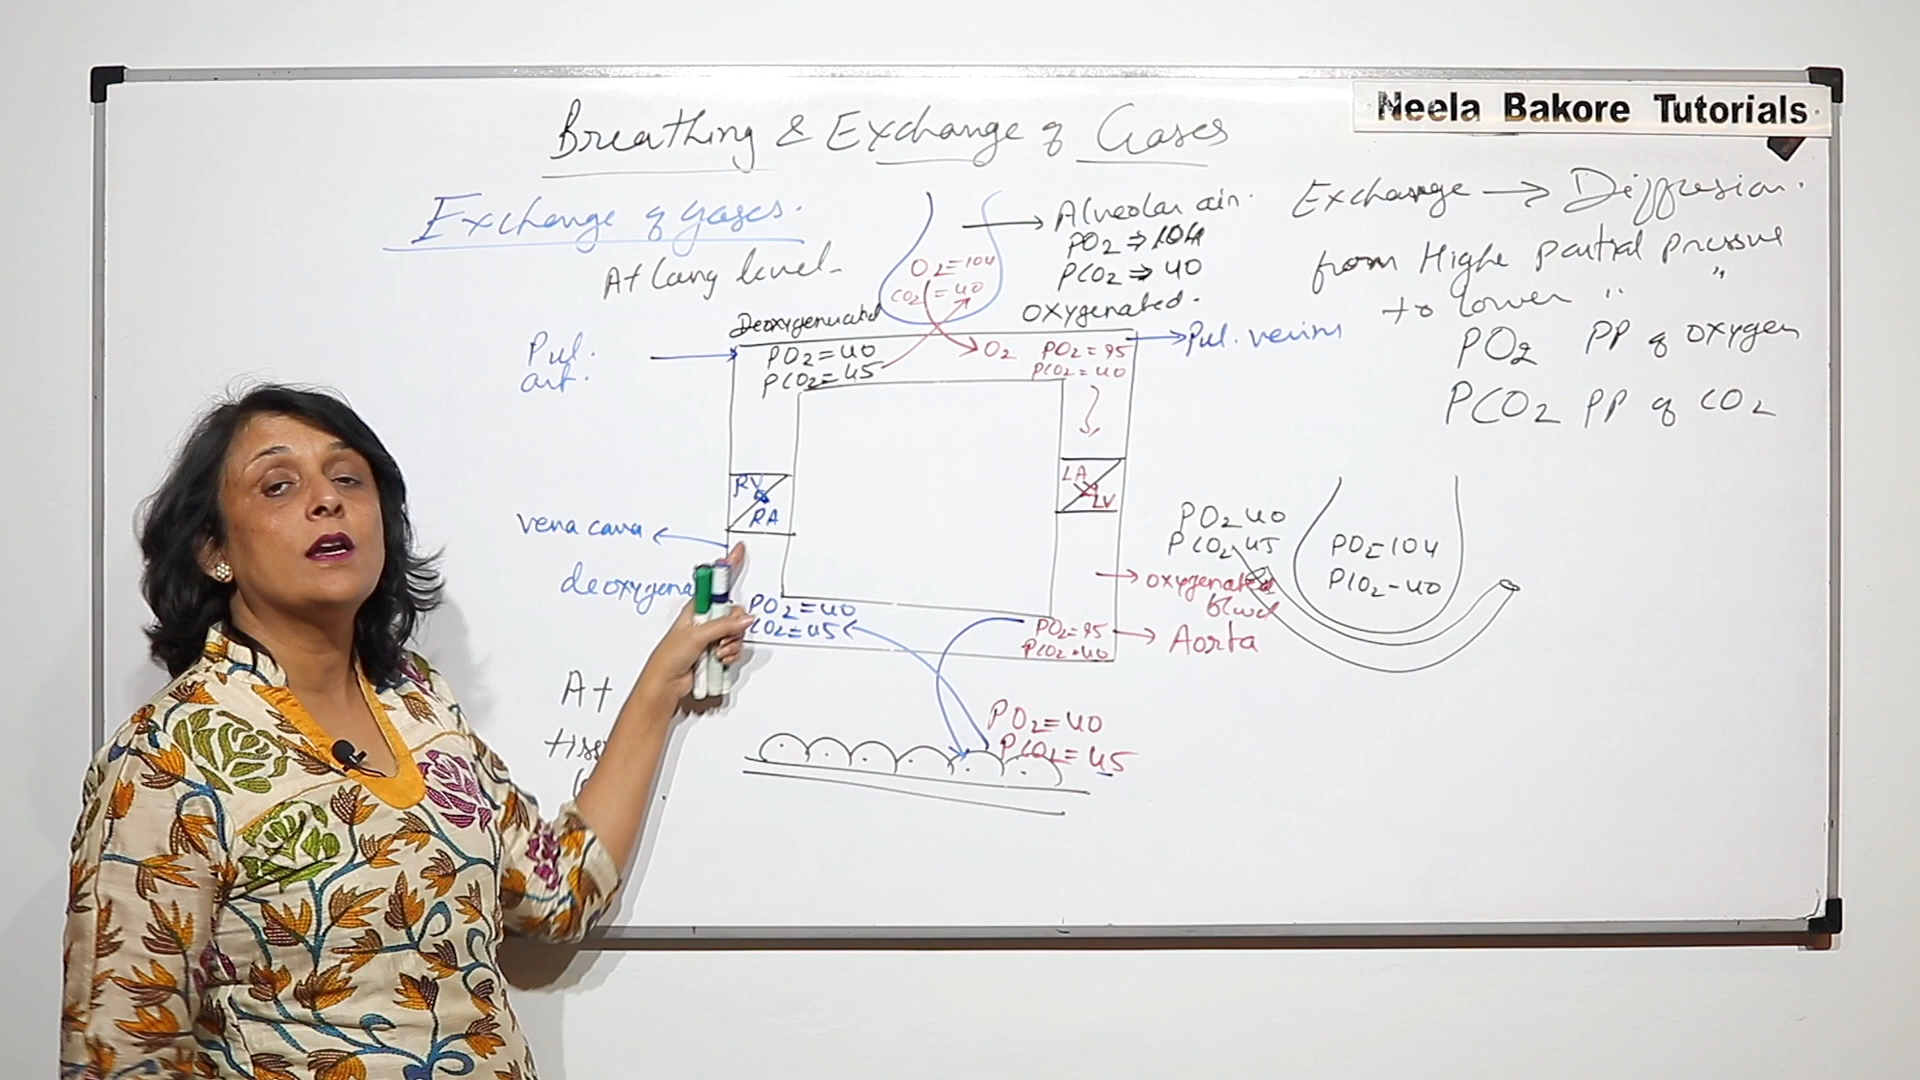 Neela Bakore Tutorials
Breathing & Exchange of Gases
Exchange of gases.
At Lung level
Alveolar air.
PO2 ⇒ 104
PCO2 ⇒ 40
O2=104
CO2=40
Exchange → Diffusion.
from Highe partial pressure
to lower " "
PO2 PP of oxygen
PCO2 PP of CO2
Deoxygenated
oxygenated.
Pul. art.
PO2=40
PCO2=45
O2
PO2=95
PCO2=40
Pul. veins
RV
RA
LA
LV
vena cava
deoxygena
PO2=40
CO2=45
oxygenated
blood
PO2=95
PCO2=40
Aorta
PO2 40
PCO2 45
PO2=104
PCO2-40
At
tiss
PO2=40
PCO2=45